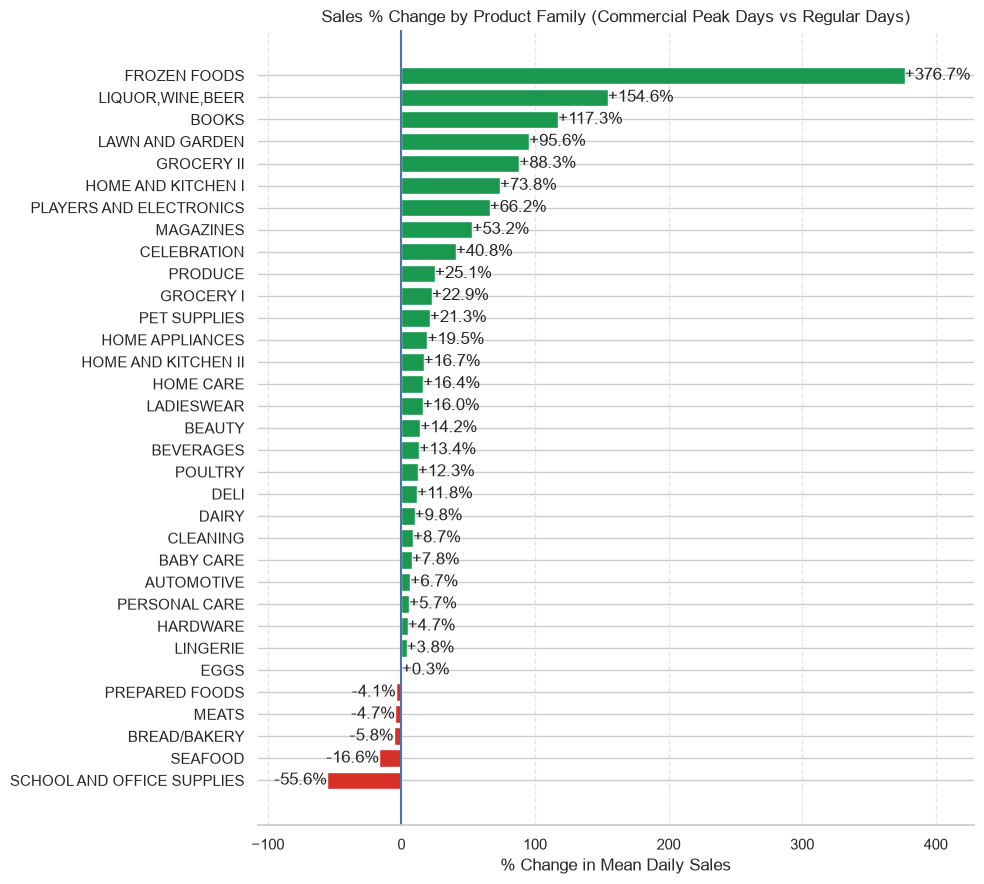 Sales % Change by Product Family (Commercial Peak Days vs Regular Days)
FROZEN FOODS +376.7%
LIQUOR,WINE,BEER +154.6%
BOOKS +117.3%
LAWN AND GARDEN +95.6%
GROCERY II +88.3%
HOME AND KITCHEN I +73.8%
PLAYERS AND ELECTRONICS +66.2%
MAGAZINES +53.2%
CELEBRATION +40.8%
PRODUCE +25.1%
GROCERY I +22.9%
PET SUPPLIES +21.3%
HOME APPLIANCES +19.5%
HOME AND KITCHEN II +16.7%
HOME CARE +16.4%
LADIESWEAR +16.0%
BEAUTY +14.2%
BEVERAGES +13.4%
POULTRY +12.3%
DELI +11.8%
DAIRY +9.8%
CLEANING +8.7%
BABY CARE +7.8%
AUTOMOTIVE +6.7%
PERSONAL CARE +5.7%
HARDWARE +4.7%
LINGERIE +3.8%
EGGS +0.3%
PREPARED FOODS -4.1%
MEATS -4.7%
BREAD/BAKERY -5.8%
SEAFOOD -16.6%
SCHOOL AND OFFICE SUPPLIES -55.6%
−100 0 100 200 300 400
% Change in Mean Daily Sales